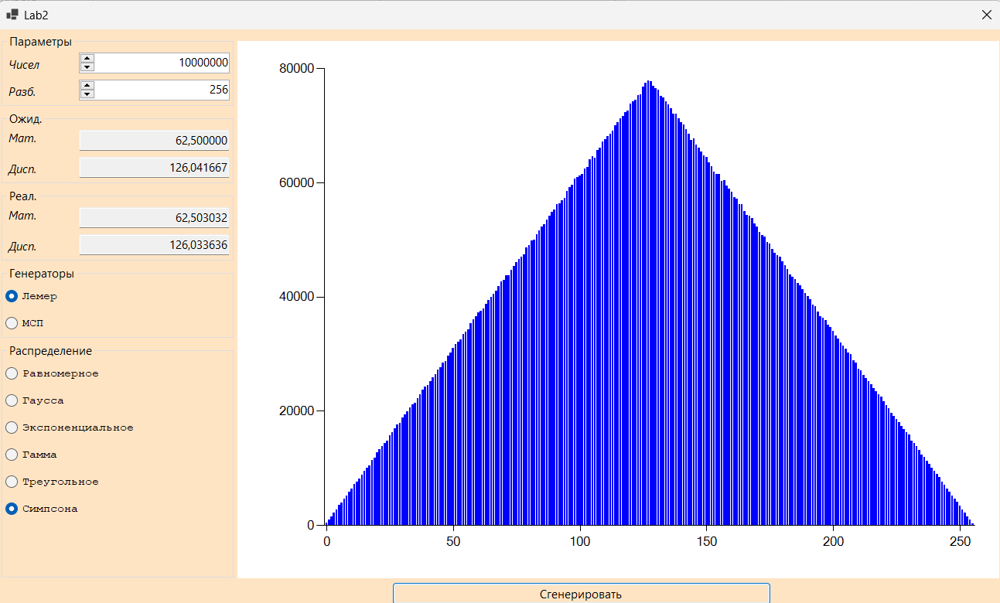 Lab2
Параметры
Чисел 10000000
Разб. 256
Ожид.
Мат. 62,500000
Дисп. 126,041667
Реал.
Мат. 62,503032
Дисп. 126,033636
Генераторы
Лемер
МСП
Распределение
Равномерное
Гаусса
Экспоненциальное
Гамма
Треугольное
Симпсона
80000
60000
40000
20000
0
0 50 100 150 200 250
Сгенерировать